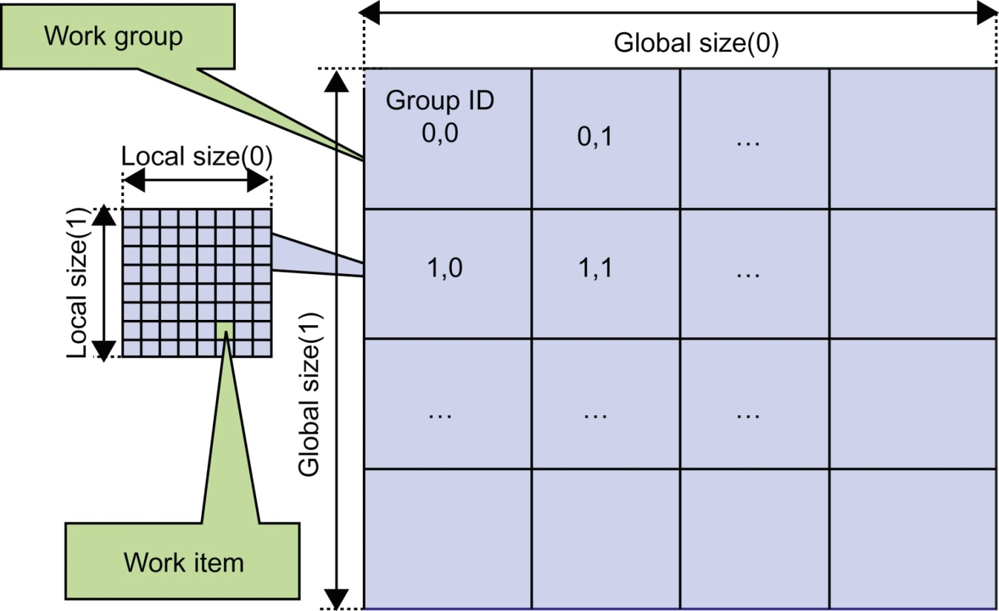 Work group
Global size(0)
Group ID
0,0
0,1
...
Local size(0)
Local size(1)
1,0
1,1
...
Global size(1)
...
...
...
Work item